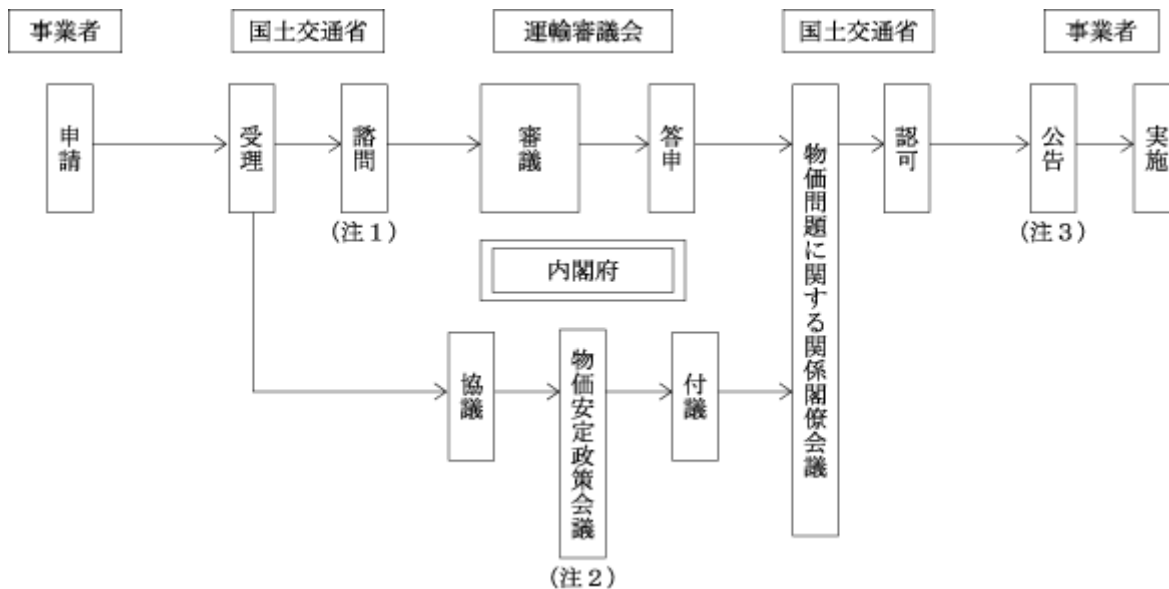 事業者
国土交通省
運輸審議会
国土交通省
事業者
申請
受理
諮問
審議
答申
物価問題に関する関係閣僚会議
認可
公告
実施
(注1)
(注3)
内閣府
協議
物価安定政策会議
付議
(注2)